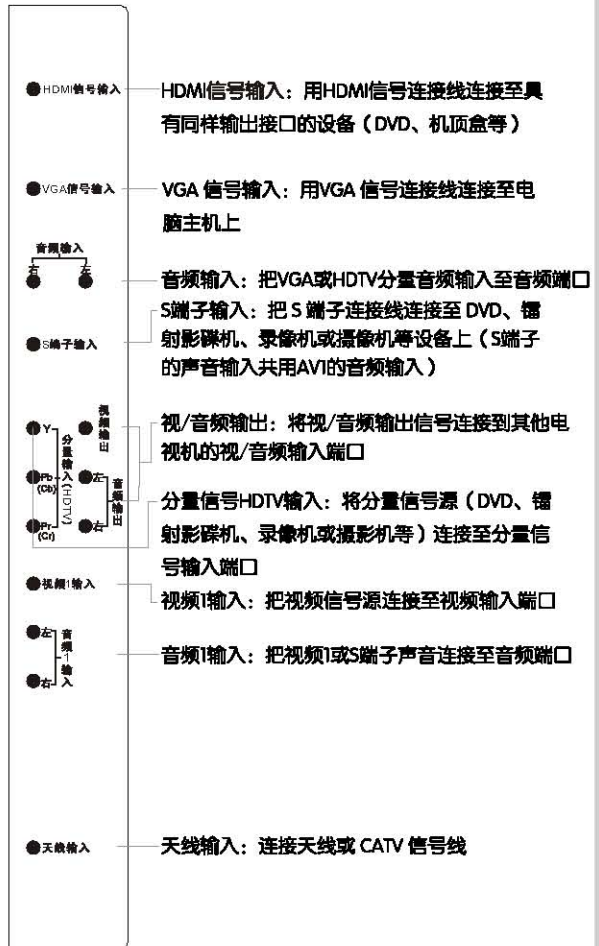 HDMI信号输入
HDMI信号输入：用HDMI信号连接线连接至具
有同样输出接口的设备（DVD、机顶盒等）
VGA信号输入
VGA 信号输入：用VGA 信号连接线连接至电
脑主机上
音频输入
右
左
音频输入：把VGA或HDTV分量音频输入至音频端口
S端子输入
S端子输入：把 S 端子连接线连接至 DVD、镭
射影碟机、录像机或摄像机等设备上（S端子
的声音输入共用AV1的音频输入）
Y
Pb
(Cb)
Pr
(Cr)
分量输入(HDTV)
视频输出
左
右
音频输出
视/音频输出：将视/音频输出信号连接到其他电
视机的视/音频输入端口
分量信号HDTV输入：将分量信号源（DVD、镭
射影碟机、录像机或摄影机等）连接至分量信
号输入端口
视频1输入
视频1输入：把视频信号源连接至视频输入端口
左
右
音频1输入
音频1输入：把视频1或S端子声音连接至音频端口
天线输入
天线输入：连接天线或 CATV 信号线